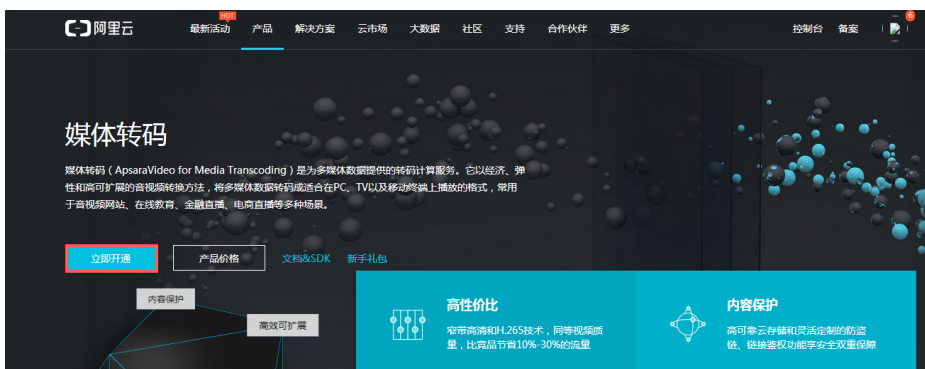 HOT
6
阿里云 最新活动 产品 解决方案 云市场 大数据 社区 支持 合作伙伴 更多 控制台 备案
媒体转码
媒体转码（ApsaraVideo for Media Transcoding）是为多媒体数据提供的转码计算服务。它以经济、弹
性和高可扩展的音视频转换方法，将多媒体数据转码成适合在PC、TV以及移动终端上播放的格式，常用
于音视频网站、在线教育、金融直播、电商直播等多种场景。
立即开通 产品价格 文档&SDK 新手礼包
内容保护
高效可扩展
高性价比
窄带高清和H.265技术，同等视频质
量，比竞品节省10%-30%的流量
内容保护
高可靠云存储和灵活定制的防盗
链、链接鉴权功能享安全双重保障